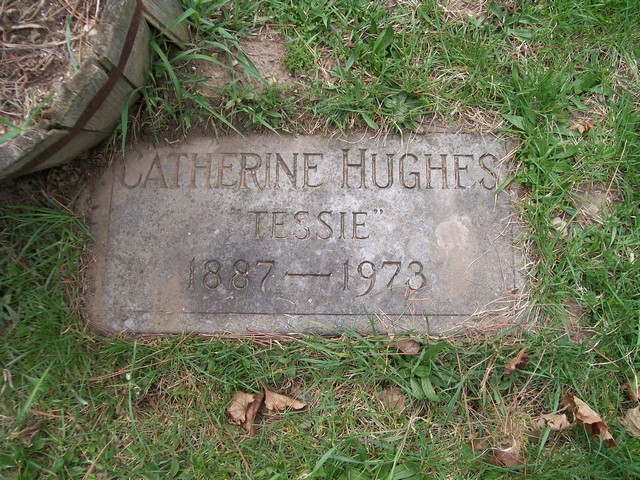 CATHERINE HUGHES
"TESSIE"
1887—1973